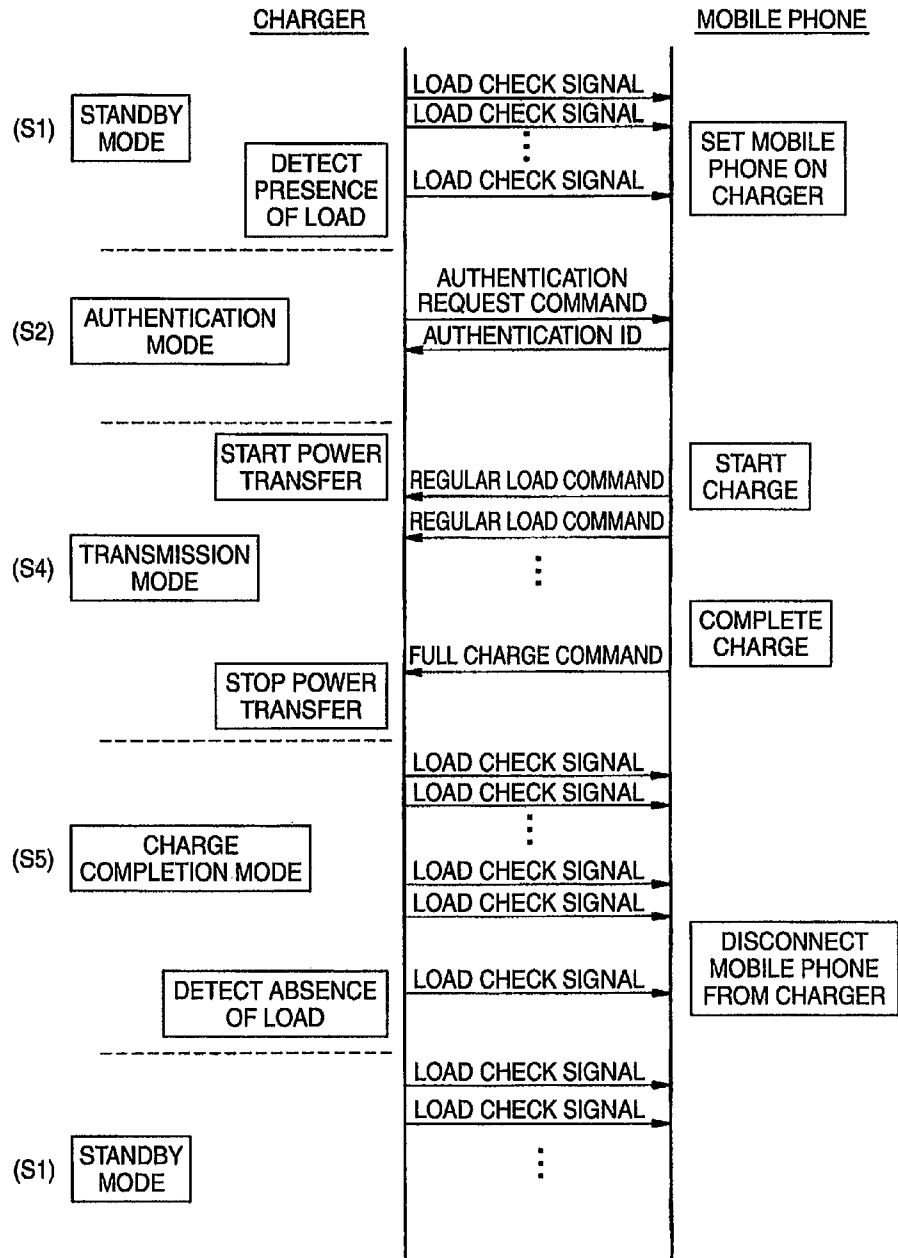 CHARGER
MOBILE PHONE
LOAD CHECK SIGNAL
(S1)
STANDBY
MODE
LOAD CHECK SIGNAL
SET MOBILE
PHONE ON
CHARGER
DETECT
PRESENCE
OF LOAD
LOAD CHECK SIGNAL
(S2)
AUTHENTICATION
MODE
AUTHENTICATION
REQUEST COMMAND
AUTHENTICATION ID
START POWER
TRANSFER
START
CHARGE
REGULAR LOAD COMMAND
REGULAR LOAD COMMAND
(S4)
TRANSMISSION
MODE
COMPLETE
CHARGE
FULL CHARGE COMMAND
STOP POWER
TRANSFER
LOAD CHECK SIGNAL
LOAD CHECK SIGNAL
(S5)
CHARGE
COMPLETION MODE
LOAD CHECK SIGNAL
LOAD CHECK SIGNAL
DISCONNECT
MOBILE PHONE
FROM CHARGER
DETECT ABSENCE
OF LOAD
LOAD CHECK SIGNAL
LOAD CHECK SIGNAL
LOAD CHECK SIGNAL
(S1)
STANDBY
MODE